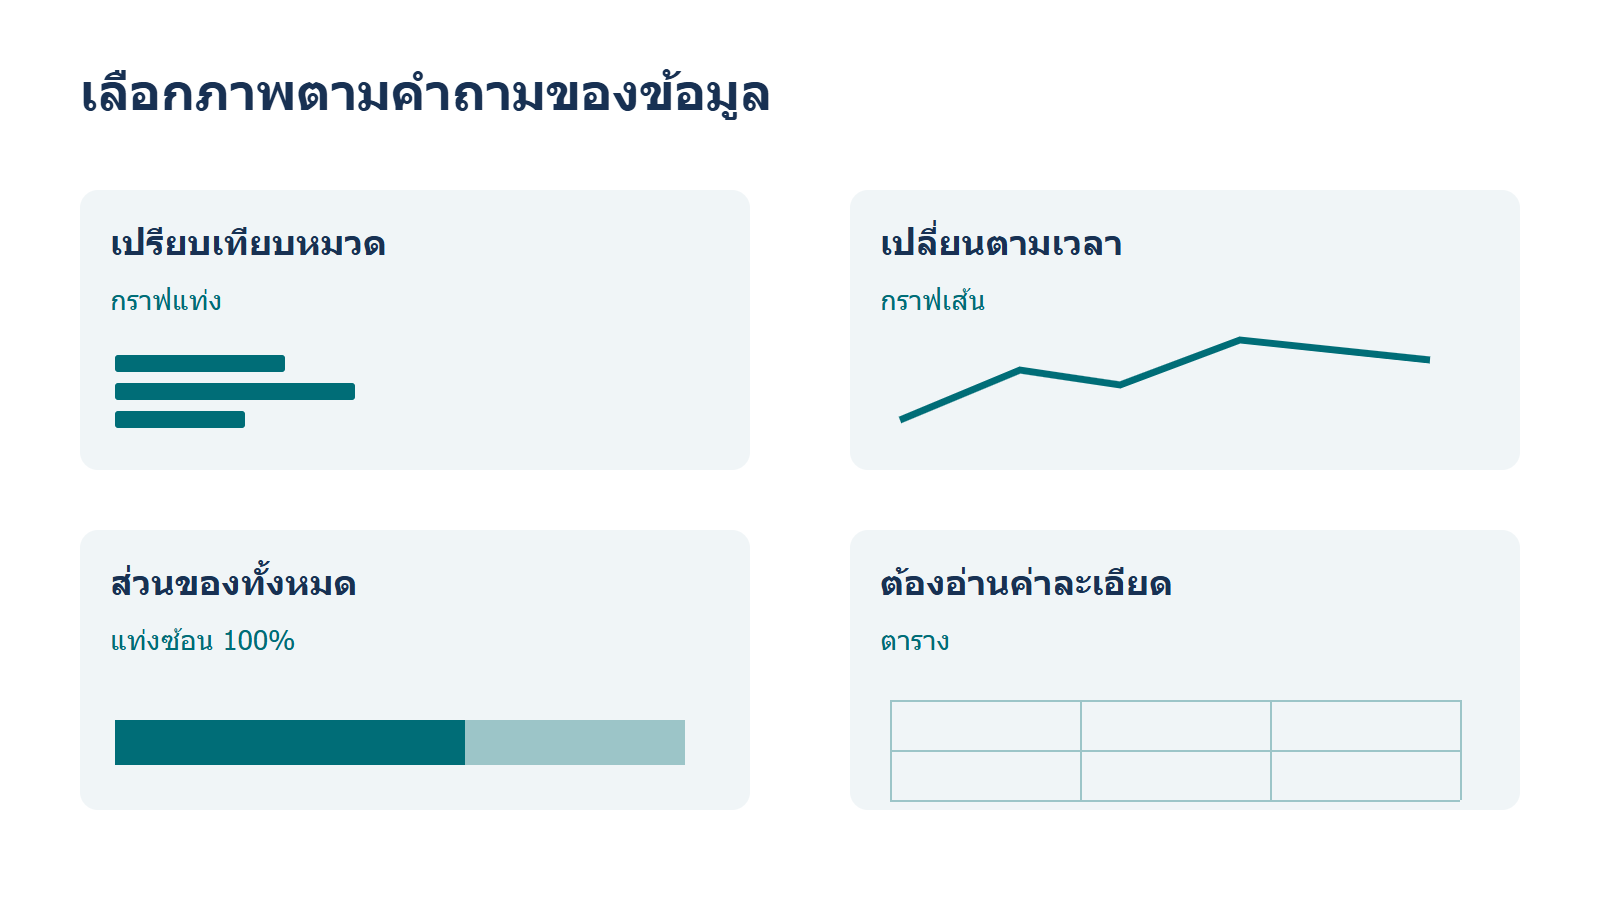 เลือกภาพตามคำถามของข้อมูล
เปรียบเทียบหมวด
กราฟแท่ง
เปลี่ยนตามเวลา
กราฟเส้น
ส่วนของทั้งหมด
แท่งซ้อน 100%
ต้องอ่านค่าละเอียด
ตาราง